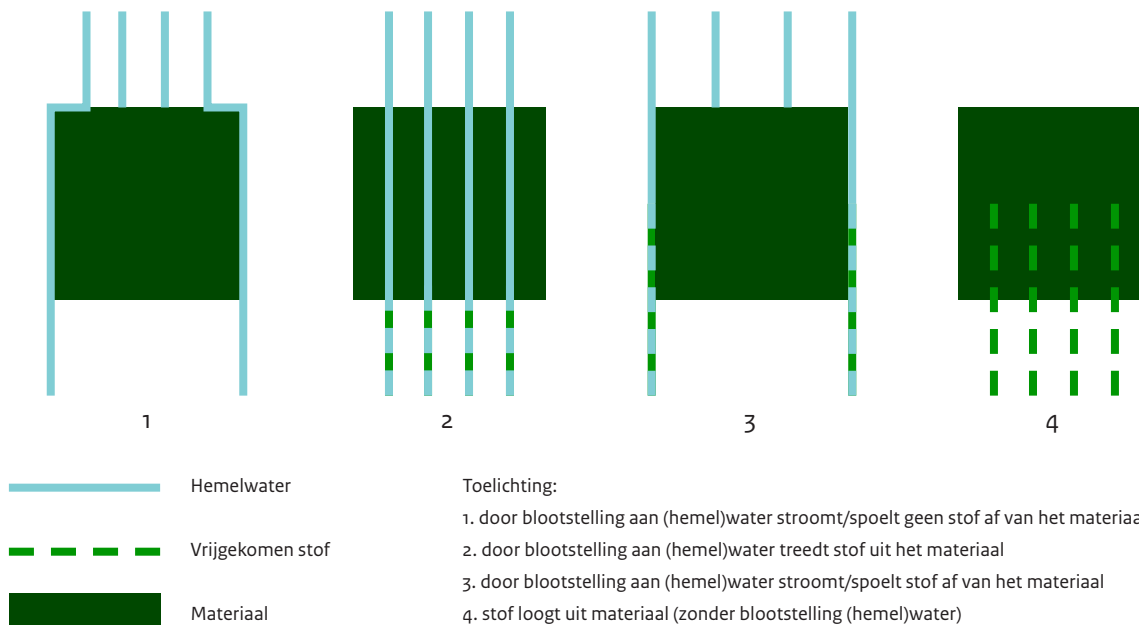 1 2 3 4
Hemelwater
Vrijgekomen stof
Materiaal
Toelichting:
1. door blootstelling aan (hemel)water stroomt/spoelt geen stof af van het materiaa
2. door blootstelling aan (hemel)water treedt stof uit het materiaal
3. door blootstelling aan (hemel)water stroomt/spoelt stof af van het materiaal
4. stof loogt uit materiaal (zonder blootstelling (hemel)water)